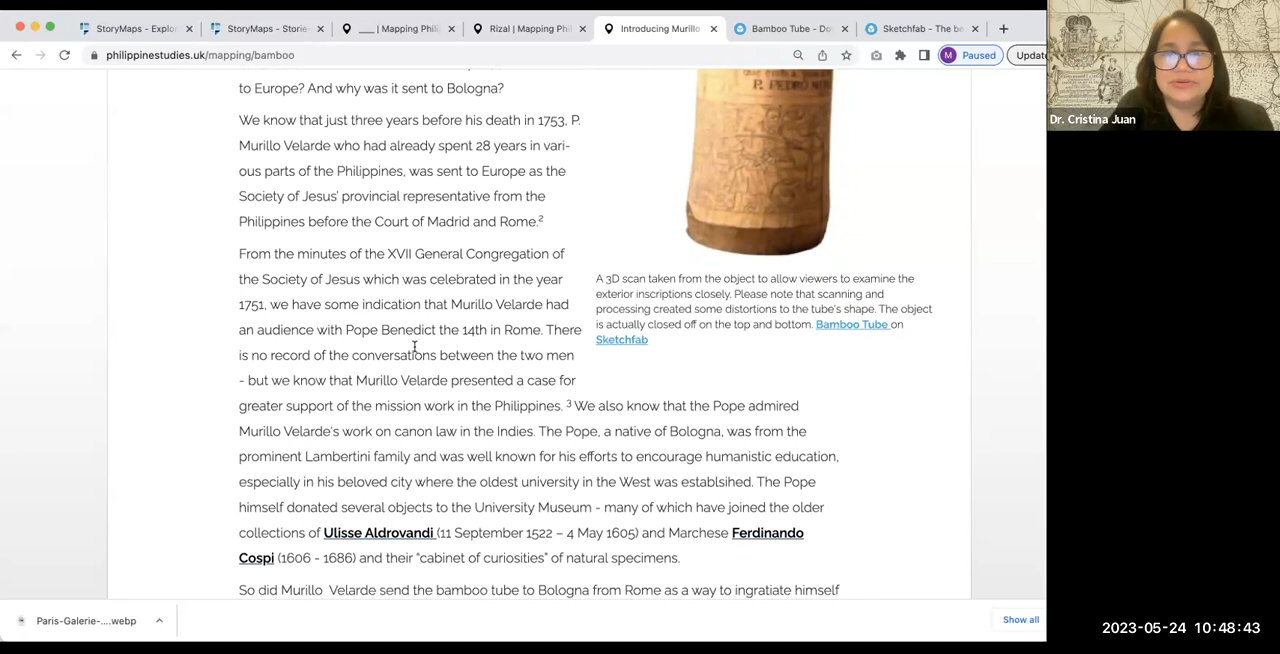 StoryMaps - Explor
StoryMaps - Storie
___ | Mapping Phili
Rizal | Mapping Phi
Introducing Murillo
Bamboo Tube - Do
Sketchfab - The be
philippinestudies.uk/mapping/bamboo
M Paused
Update
Dr. Cristina Juan
to Europe? And why was it sent to Bologna?
We know that just three years before his death in 1753, P.
Murillo Velarde who had already spent 28 years in vari-
ous parts of the Philippines, was sent to Europe as the
Society of Jesus' provincial representative from the
Philippines before the Court of Madrid and Rome.2
From the minutes of the XVII General Congregation of
the Society of Jesus which was celebrated in the year
1751, we have some indication that Murillo Velarde had
an audience with Pope Benedict the 14th in Rome. There
is no record of the conversations between the two men
- but we know that Murillo Velarde presented a case for
greater support of the mission work in the Philippines. 3 We also know that the Pope admired
Murillo Velarde's work on canon law in the Indies. The Pope, a native of Bologna, was from the
prominent Lambertini family and was well known for his efforts to encourage humanistic education,
especially in his beloved city where the oldest university in the West was establsihed. The Pope
himself donated several objects to the University Museum - many of which have joined the older
collections of Ulisse Aldrovandi (11 September 1522 – 4 May 1605) and Marchese Ferdinando
Cospi (1606 - 1686) and their “cabinet of curiosities” of natural specimens.
So did Murillo Velarde send the bamboo tube to Bologna from Rome as a way to ingratiate himself
P. PEDRO
A 3D scan taken from the object to allow viewers to examine the
exterior inscriptions closely. Please note that scanning and
processing created some distortions to the tube's shape. The object
is actually closed off on the top and bottom. Bamboo Tube on
Sketchfab
Paris-Galerie-....webp
Show all
2023-05-24 10:48:43